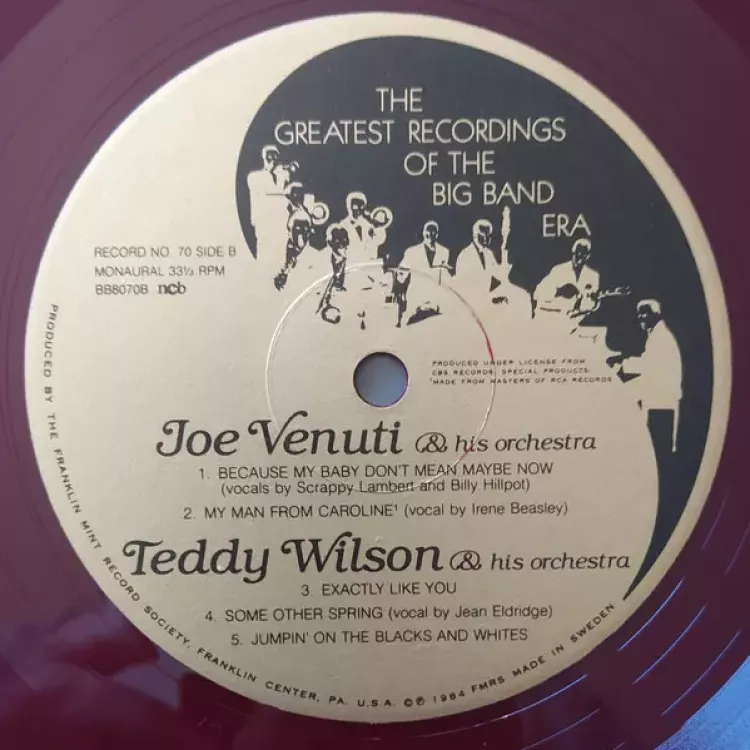 THE
GREATEST RECORDINGS
OF THE
BIG BAND
ERA
RECORD NO. 70 SIDE B
MONAURAL 33⅓ RPM
BB8070B ncb
PRODUCED UNDER LICENSE FROM
CBS RECORDS, SPECIAL PRODUCTS.
¹MADE FROM MASTERS OF RCA RECORDS
Joe Venuti & his orchestra
1. BECAUSE MY BABY DON'T MEAN MAYBE NOW
(vocals by Scrappy Lambert and Billy Hillpot)
2. MY MAN FROM CAROLINE¹ (vocal by Irene Beasley)
Teddy Wilson & his orchestra
3. EXACTLY LIKE YOU
4. SOME OTHER SPRING (vocal by Jean Eldridge)
5. JUMPIN' ON THE BLACKS AND WHITES
PRODUCED BY THE FRANKLIN MINT RECORD SOCIETY, FRANKLIN CENTER, PA. U.S.A. © ℗ 1984 FMRS MADE IN SWEDEN